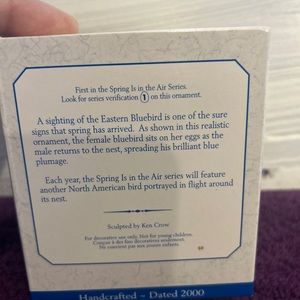 First in the Spring Is in the Air Series.
Look for series verification 1 on this ornament.
A sighting of the Eastern Bluebird is one of the sure
signs that spring has arrived. As shown in this realistic
ornament, the female bluebird sits on her eggs as the
male returns to the nest, spreading his brilliant blue
plumage.
Each year, the Spring Is in the Air series will feature
another North American bird portrayed in flight around
its nest.
Sculpted by Ken Crow
For decorative use only. Not for young children.
Conçue à des fins décoratives seulement.
Ne convient pas aux jeunes enfants.
Handcrafted ~ Dated 2000